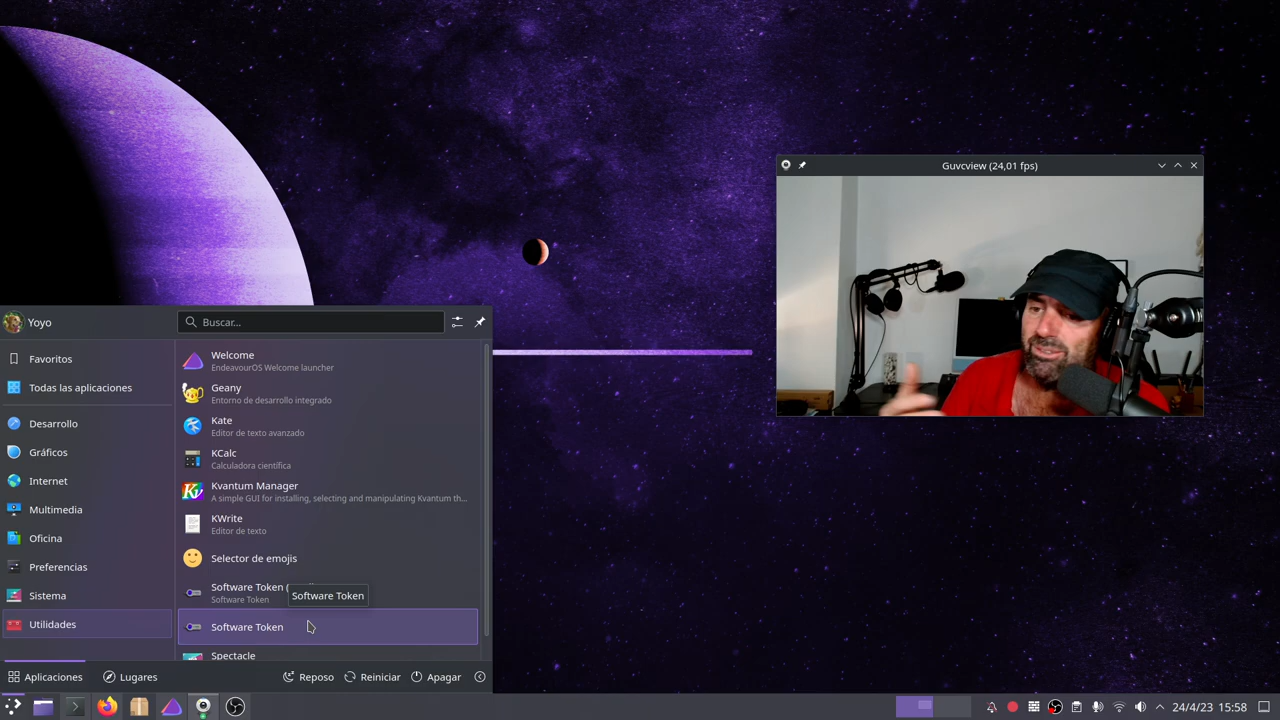 Guvcview (24,01 fps)
Yoyo
Buscar...
Favoritos
Todas las aplicaciones
Desarrollo
Gráficos
Internet
Multimedia
Oficina
Preferencias
Sistema
Utilidades
Welcome
EndeavourOS Welcome launcher
Geany
Entorno de desarrollo integrado
Kate
Editor de texto avanzado
KCalc
Calculadora científica
Kvantum Manager
A simple GUI for installing, selecting and manipulating Kvantum th...
KWrite
Editor de texto
Selector de emojis
Software Token
Software Token
Software Token
Software Token
Spectacle
Aplicaciones
Lugares
Reposo
Reiniciar
Apagar
24/4/23 15:58